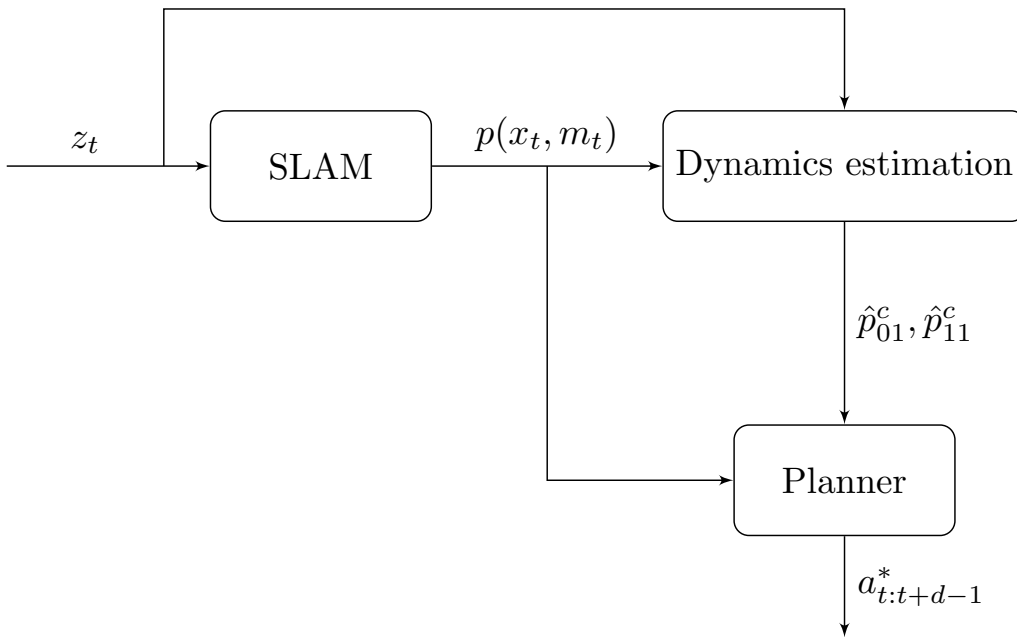 z_t
SLAM
p(x_t, m_t)
Dynamics estimation
\hat{p}^c_{01}, \hat{p}^c_{11}
Planner
a^*_{t:t+d-1}